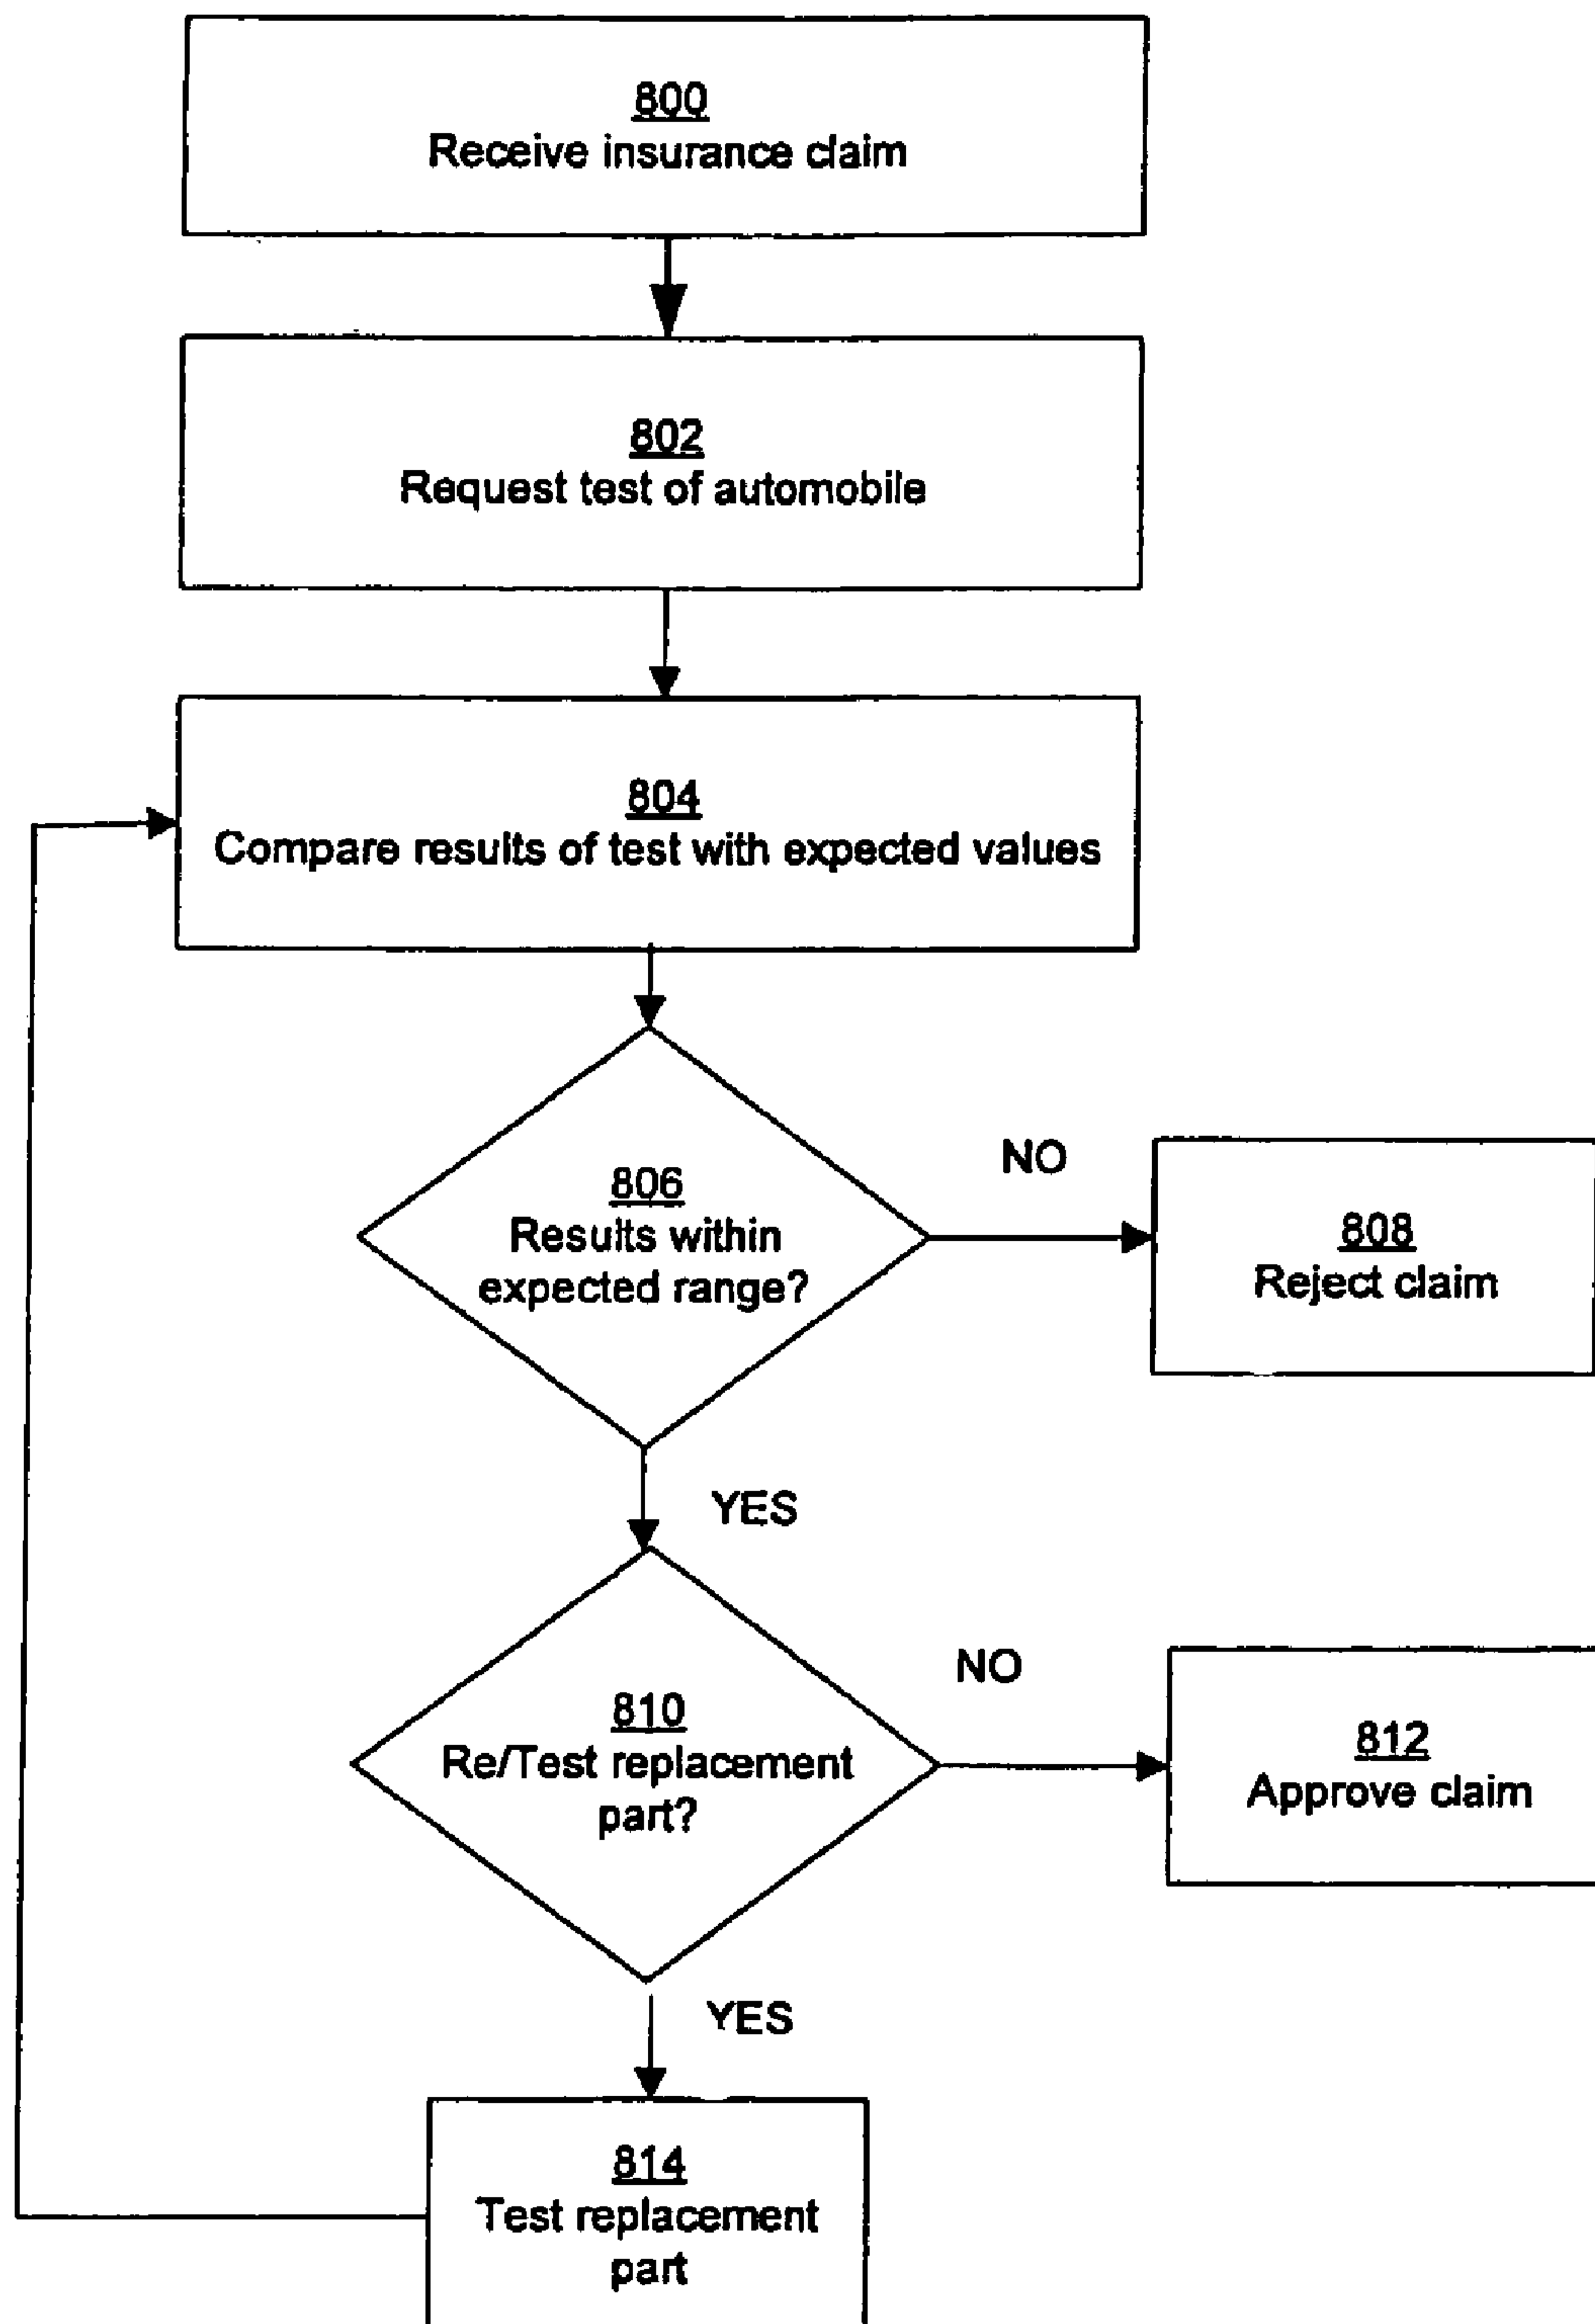 800
Receive insurance claim
802
Request test of automobile
804
Compare results of test with expected values
806
Results within
expected range?
NO
808
Reject claim
YES
810
Re/Test replacement
part?
NO
812
Approve claim
YES
814
Test replacement
part